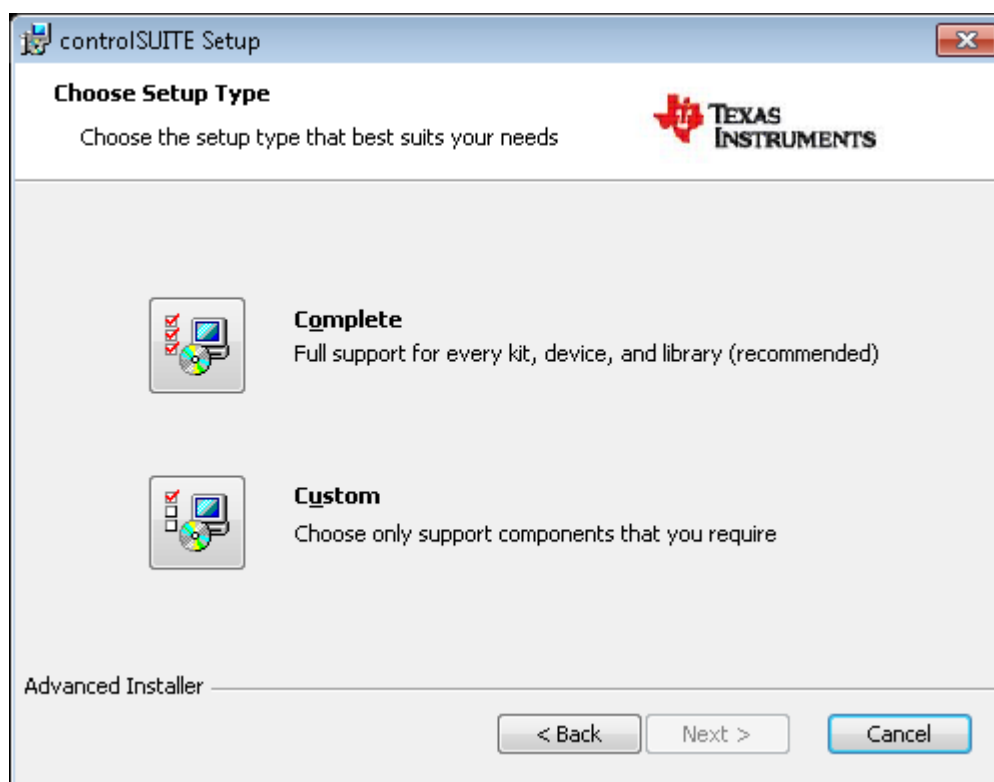 controlSUITE Setup
Choose Setup Type
Choose the setup type that best suits your needs
TEXAS
INSTRUMENTS
Complete
Full support for every kit, device, and library (recommended)
Custom
Choose only support components that you require
Advanced Installer
< Back
Next >
Cancel